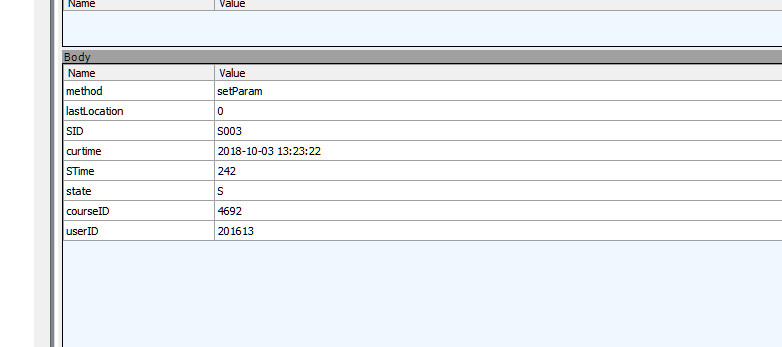 Name Value
Body
Name Value
method setParam
lastLocation 0
SID S003
curtime 2018-10-03 13:23:22
STime 242
state S
courseID 4692
userID 201613